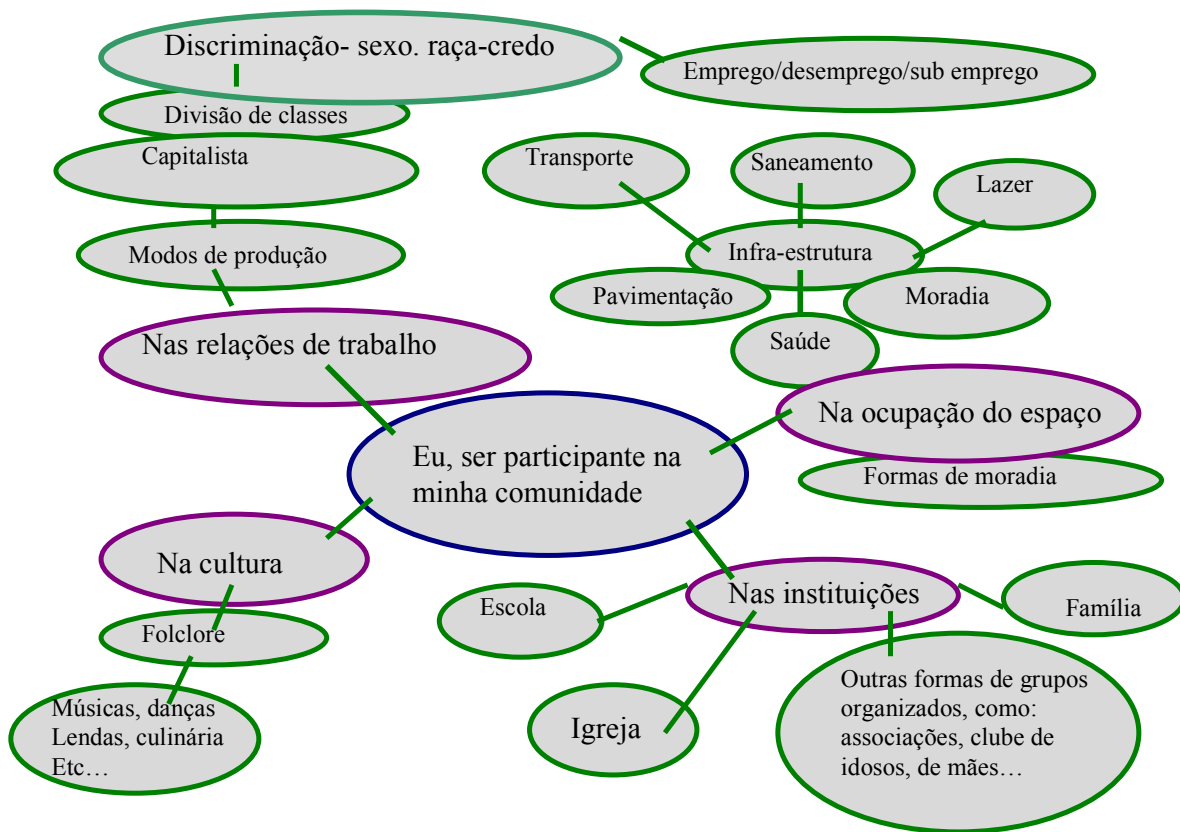 Discriminação- sexo. raça-credo
Emprego/desemprego/sub emprego
Divisão de classes
Capitalista
Transporte
Saneamento
Lazer
Modos de produção
Infra-estrutura
Pavimentação
Moradia
Nas relações de trabalho
Saúde
Na ocupação do espaço
Eu, ser participante na
minha comunidade
Formas de moradia
Na cultura
Nas instituições
Escola
Família
Folclore
Músicas, danças
Lendas, culinária
Etc…
Igreja
Outras formas de grupos
organizados, como:
associações, clube de
idosos, de mães…